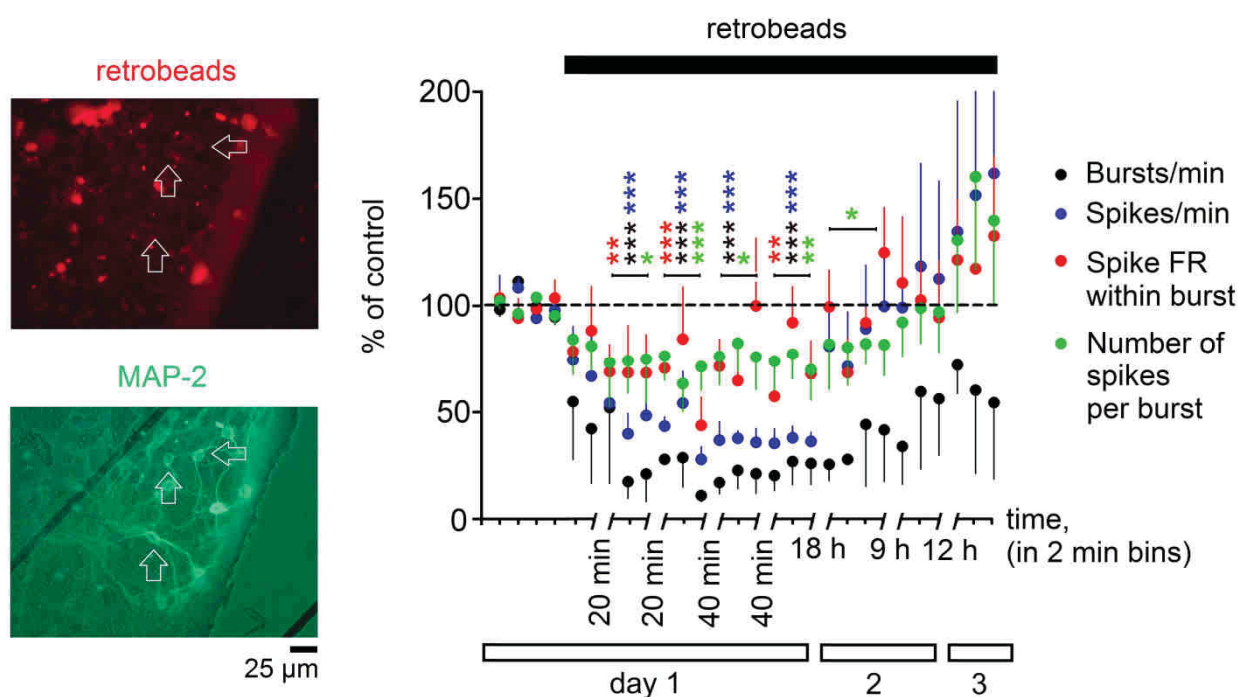 retrobeads
MAP-2
25 µm
retrobeads
200
150
100
50
0
% of control
** *** *** *
** *** *** ***
*** *** *
** *** *** **
*
Bursts/min
Spikes/min
Spike FR
within burst
Number of
spikes
per burst
time,
(in 2 min bins)
20 min
20 min
40 min
40 min
18 h
9 h
12 h
day 1
2
3